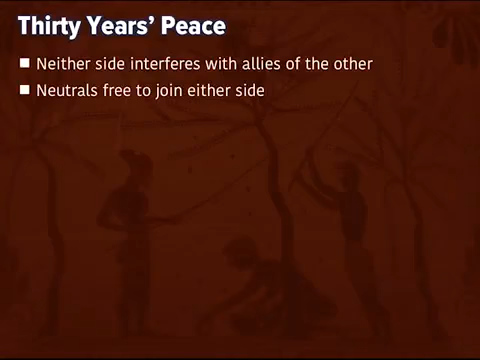 Thirty Years’ Peace
■ Neither side interferes with allies of the other
■ Neutrals free to join either side